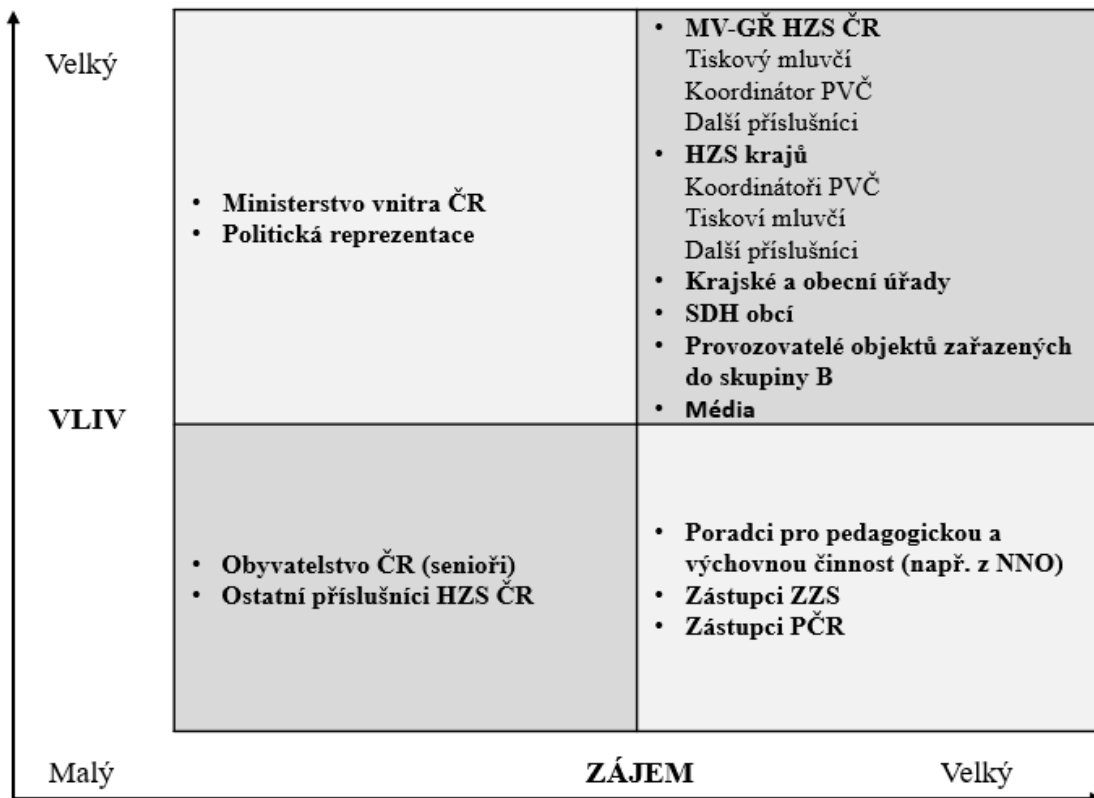 Velký
• Ministerstvo vnitra ČR
• Politická reprezentace
• MV-GŘ HZS ČR
Tiskový mluvčí
Koordinátor PVČ
Další příslušníci
• HZS krajů
Koordinátoři PVČ
Tiskoví mluvčí
Další příslušníci
• Krajské a obecní úřady
• SDH obcí
• Provozovatelé objektů zařazených
do skupiny B
• Média
VLIV
• Obyvatelstvo ČR (senioři)
• Ostatní příslušníci HZS ČR
• Poradci pro pedagogickou a
výchovnou činnost (např. z NNO)
• Zástupci ZZS
• Zástupci PČR
Malý
ZÁJEM
Velký